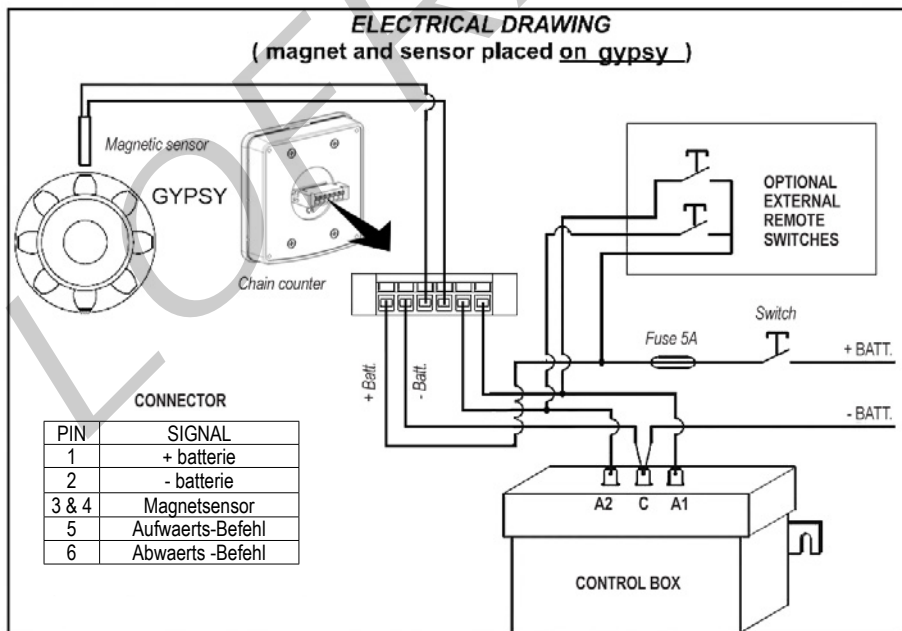 ELECTRICAL DRAWING
( magnet and sensor placed on gypsy )
Magnetic sensor
GYPSY
Chain counter
OPTIONAL
EXTERNAL
REMOTE
SWITCHES
Switch
Fuse 5A
+ BATT.
- BATT.
+ Batt.
- Batt.
CONNECTOR
PIN SIGNAL
1 + batterie
2 - batterie
3 & 4 Magnetsensor
5 Aufwaerts-Befehl
6 Abwaerts -Befehl
A2 C A1
CONTROL BOX